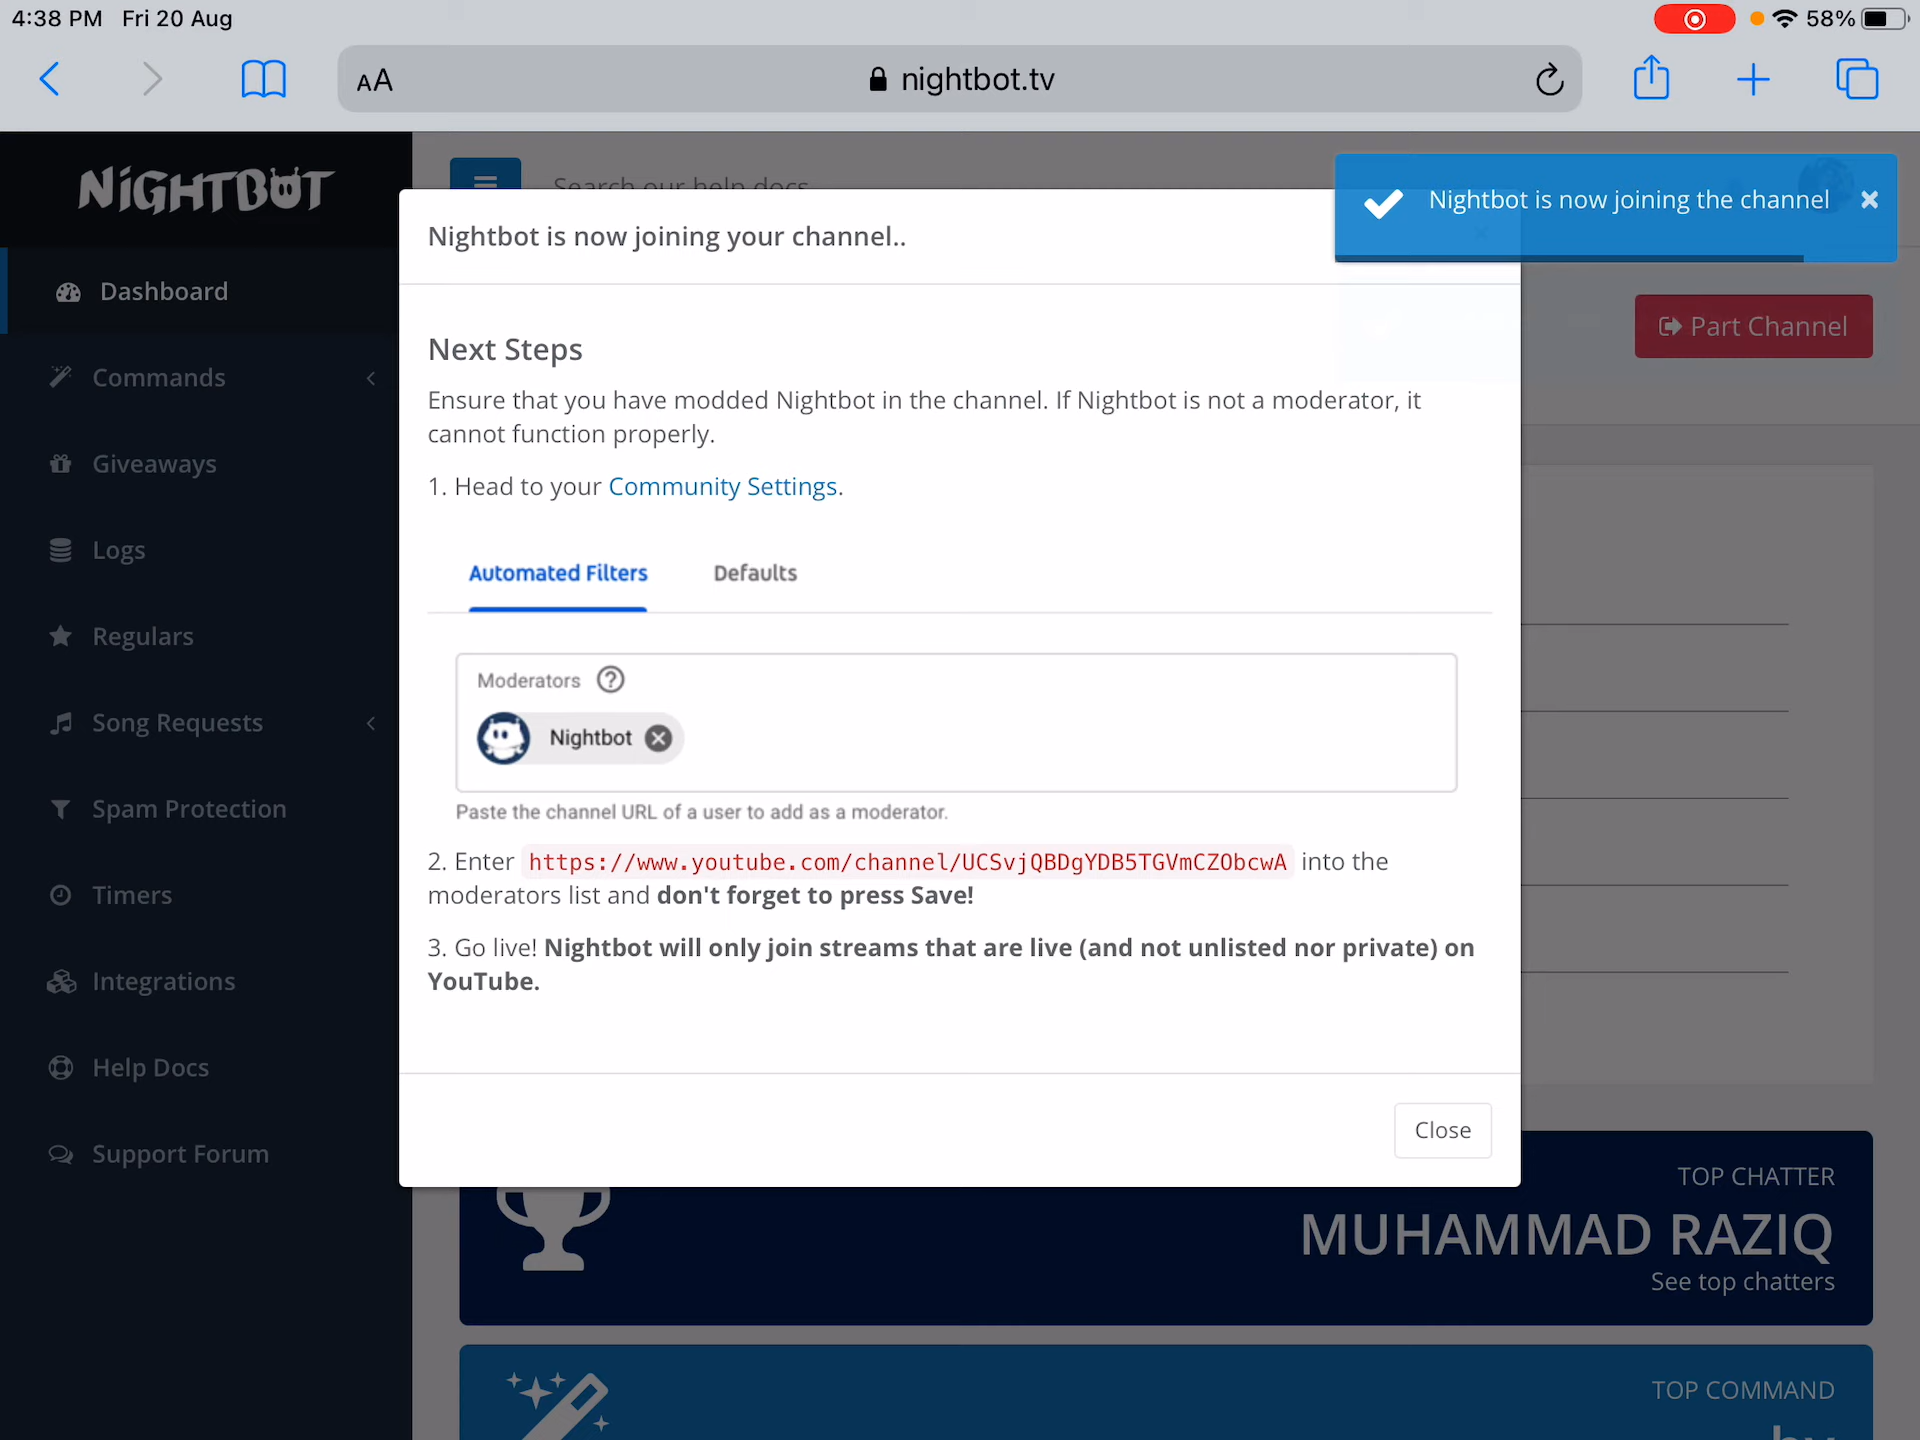 4:38 PM Fri 20 Aug
58%
AA
nightbot.tv
NIGHTBOT
Search our help docs
Nightbot is now joining the channel
Nightbot is now joining your channel..
Dashboard
Part Channel
Commands
Giveaways
Logs
Regulars
Song Requests
Spam Protection
Timers
Integrations
Help Docs
Support Forum
Next Steps
Ensure that you have modded Nightbot in the channel. If Nightbot is not a moderator, it
cannot function properly.
1. Head to your Community Settings.
Automated Filters Defaults
Moderators ?
Nightbot
Paste the channel URL of a user to add as a moderator.
2. Enter https://www.youtube.com/channel/UCSvjQBDgYDB5TGVmCZObcwA into the
moderators list and don't forget to press Save!
3. Go live! Nightbot will only join streams that are live (and not unlisted nor private) on
YouTube.
Close
TOP CHATTER
MUHAMMAD RAZIQ
See top chatters
TOP COMMAND